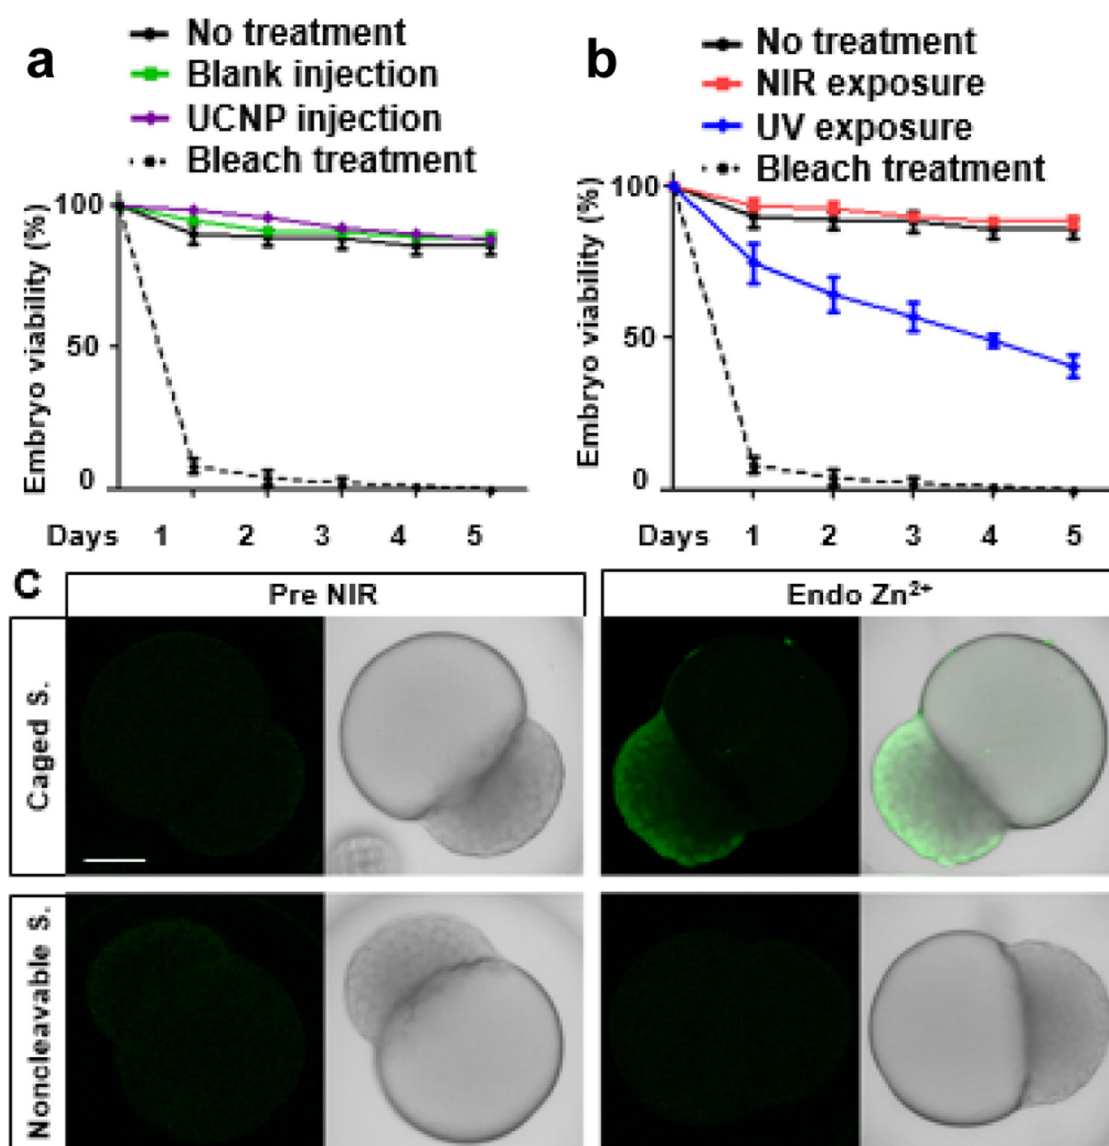 a
No treatment
Blank injection
UCNP injection
Bleach treatment
Embryo viability (%)
100
50
0
Days 1 2 3 4 5
b
No treatment
NIR exposure
UV exposure
Bleach treatment
Embryo viability (%)
100
50
0
Days 1 2 3 4 5
c
Pre NIR
Endo Zn²⁺
Caged S.
Nonoleavable S.